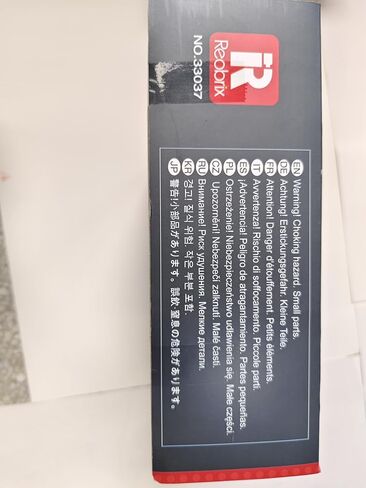 R
Reobrix
NO.33037
EN Warning! Choking hazard. Small parts.
DE Achtung! Erstickungsgefahr. Kleine Teile.
FR Attention! Danger d'étouffement. Petits éléments.
IT Avvertenza! Rischio di soffocamento. Piccole parti.
ES ¡Advertencia! Peligro de atragantamiento. Partes pequeñas.
PL Ostrzeżenie! Niebezpieczeństwo udławienia się. Małe części.
CZ Upozornění! Nebezpečí zalknutí. Malé časti.
RU Внимание! Риск удушения. Мелкие детали.
KR 경고! 질식 위험. 작은 부분 포함.
JP 警告!小部品があります。誤飲·窒息の危険があります。